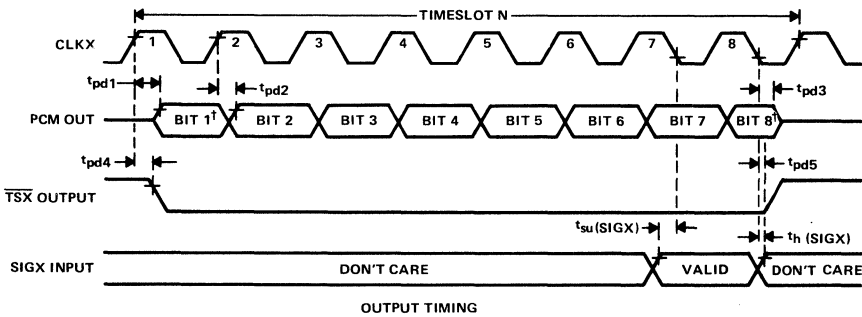 TIMESLOT N
CLKX 1 2 3 4 5 6 7 8
tpd1 tpd2 tpd3
PCM OUT BIT 1† BIT 2 BIT 3 BIT 4 BIT 5 BIT 6 BIT 7 BIT 8†
tpd4 tpd5
TSX OUTPUT
tsu(SIGX) th (SIGX)
SIGX INPUT DON'T CARE VALID DON'T CARE
OUTPUT TIMING